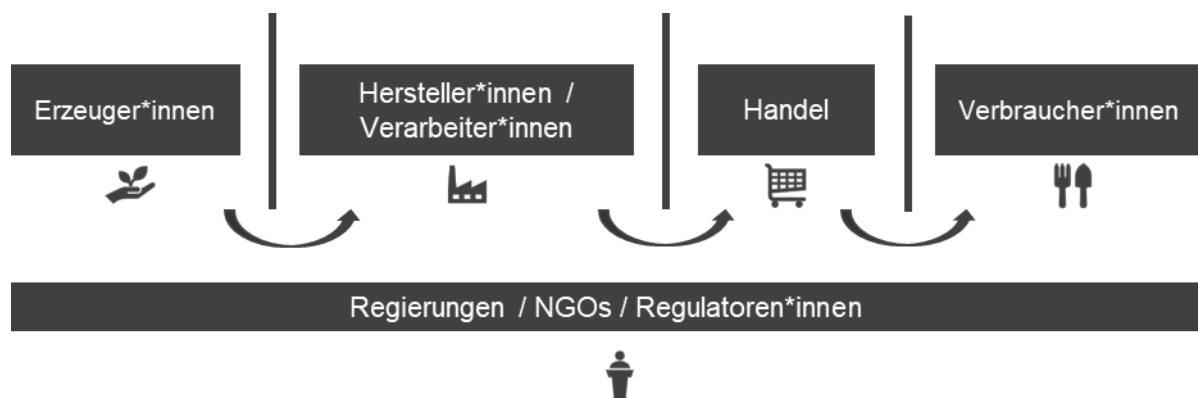 Erzeuger*innen
Hersteller*innen /
Verarbeiter*innen
Handel
Verbraucher*innen
Regierungen / NGOs / Regulatoren*innen